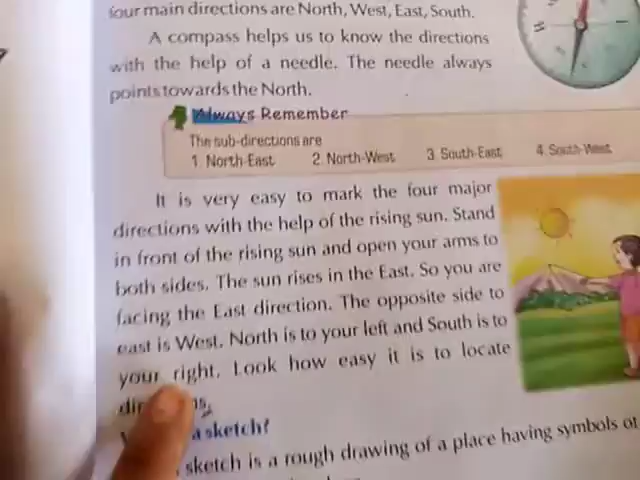 four main directions are North, West, East, South.
A compass helps us to know the directions
with the help of a needle. The needle always
points towards the North.
Always Remember
The sub-directions are
1 North-East 2. North-West 3 South-East 4. South-West
It is very easy to mark the four major
directions with the help of the rising sun. Stand
in front of the rising sun and open your arms to
both sides. The sun rises in the East. So you are
facing the East direction. The opposite side to
east is West. North is to your left and South is to
your right. Look how easy it is to locate
a sketch?
sketch is a rough drawing of a place having symbols of